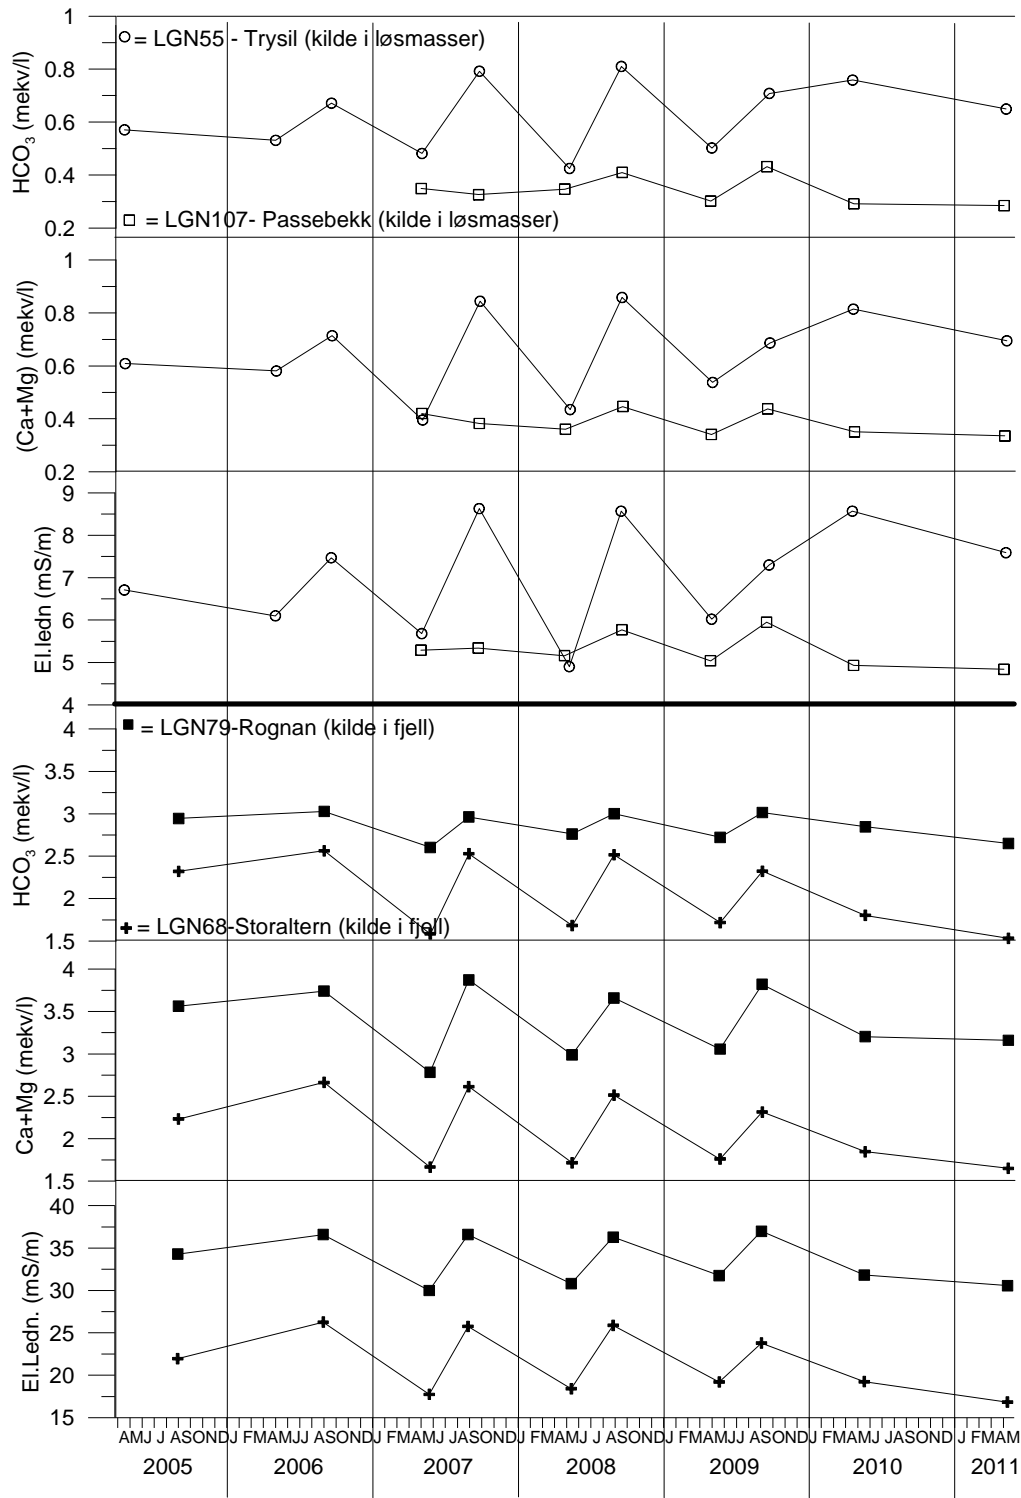 1
= LGN55 - Trysil (kilde i løsmasser)
0.8
0.6
0.4
0.2
HCO3 (mekv/l)
= LGN107- Passebekk (kilde i løsmasser)
1
0.8
0.6
0.4
0.2
(Ca+Mg) (mekv/l)
9
8
7
6
5
4
El.ledn (mS/m)
= LGN79-Rognan (kilde i fjell)
4
3.5
3
2.5
2
1.5
HCO3 (mekv/l)
= LGN68-Storaltern (kilde i fjell)
4
3.5
3
2.5
2
1.5
Ca+Mg (mekv/l)
40
35
30
25
20
15
El.Ledn. (mS/m)
AMJ J ASONDJ FMAMJJ ASONDJ FMAMJJASONDJ FMAMJ J ASONDJ FMAMJJ ASONDJ FMAMJJASONDJ FMAM
2005 2006 2007 2008 2009 2010 2011